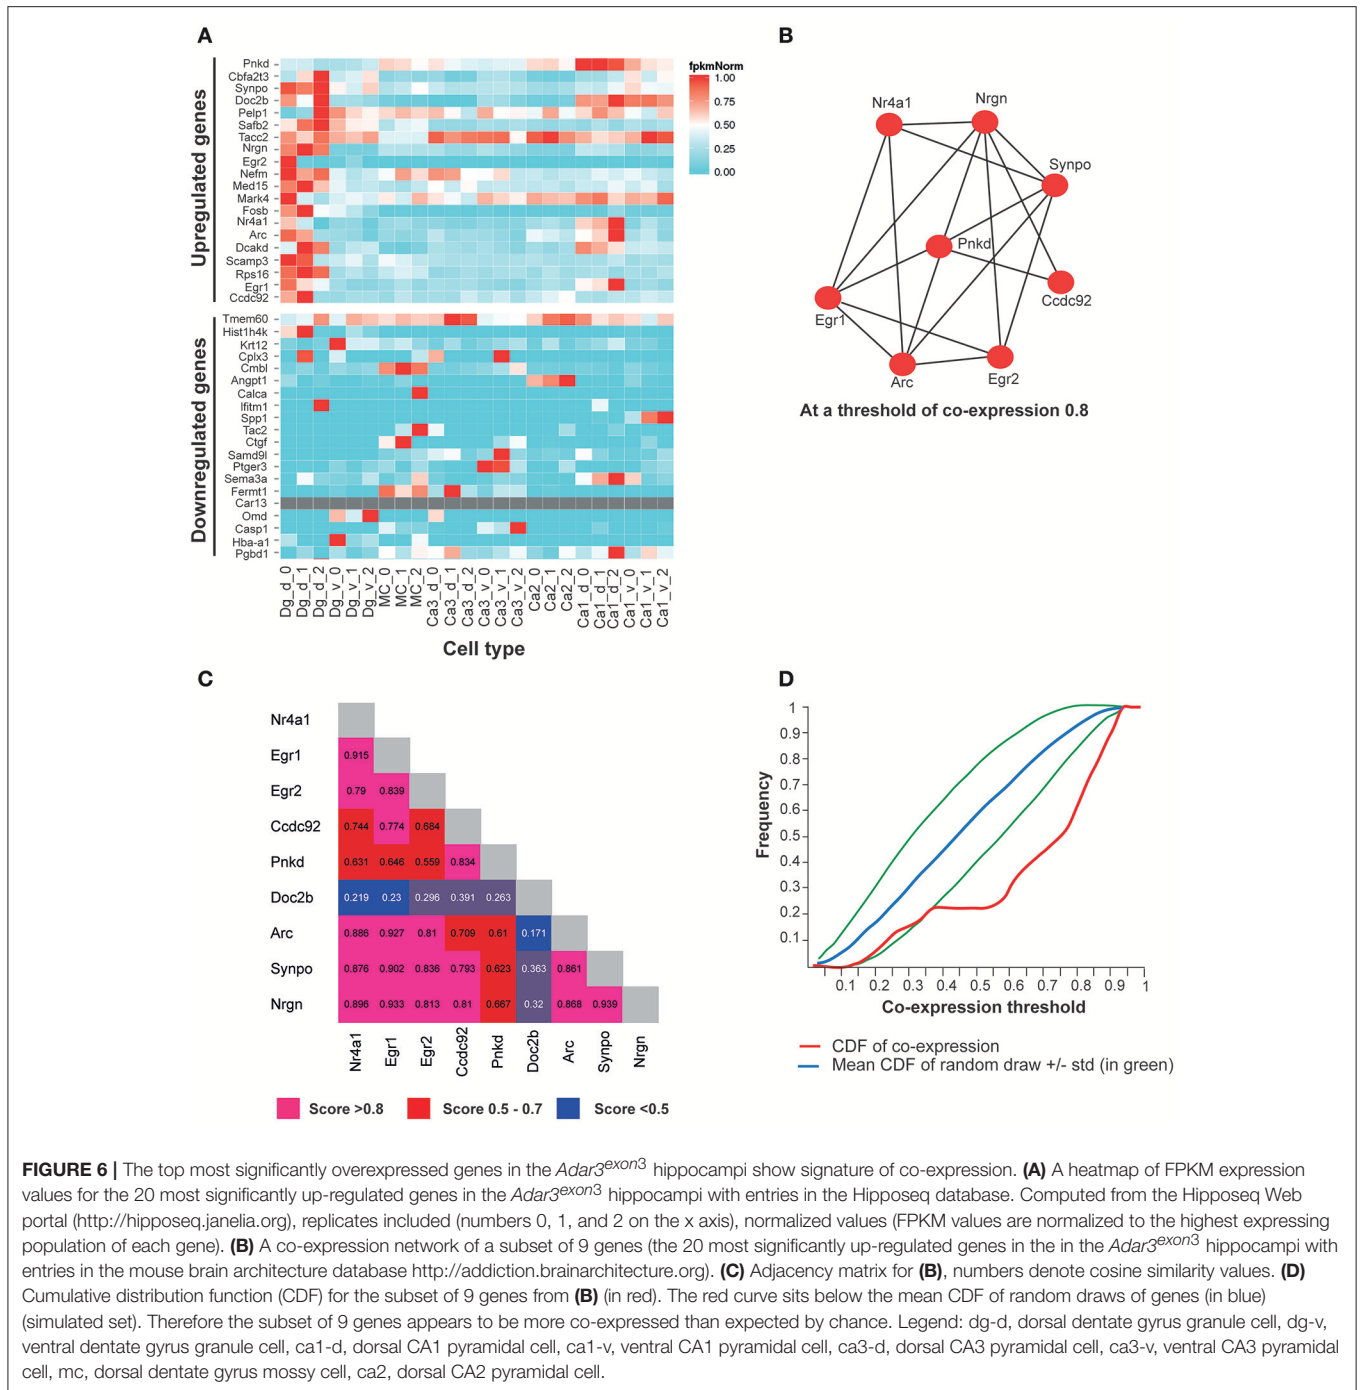 A
Upregulated genes
Pnkd
Cbfa2t3
Synpo
Doc2b
Pelp1
Safb2
Tacc2
Nrgn
Egr2
Nefm
Med15
Mark4
Fosb
Nr4a1
Arc
Dcakd
Scamp3
Rps16
Egr1
Ccdc92
Downregulated genes
Tmem60
Hist1h4k
Krt12
Cplx3
Cmbl
Angpt1
Calca
Ifitm1
Spp1
Tac2
Ctgf
Samd9l
Ptger3
Sema3a
Fermt1
Car13
Omd
Casp1
Hba-a1
Pgbd1
Dg_d_0
Dg_d_1
Dg_d_2
Dg_v_0
Dg_v_1
Dg_v_2
MC_0
MC_1
MC_2
Ca3_d_0
Ca3_d_1
Ca3_d_2
Ca3_v_0
Ca3_v_1
Ca3_v_2
Ca2_0
Ca2_1
Ca2_2
Ca1_d_0
Ca1_d_1
Ca1_d_2
Ca1_v_0
Ca1_v_1
Ca1_v_2
Cell type
fpkmNorm
1.00
0.75
0.50
0.25
0.00
B
Nr4a1
Nrgn
Synpo
Pnkd
Ccdc92
Egr1
Arc
Egr2
At a threshold of co-expression 0.8
C
Nr4a1
Egr1 0.915
Egr2 0.79 0.839
Ccdc92 0.744 0.774 0.684
Pnkd 0.631 0.646 0.559 0.834
Doc2b 0.219 0.23 0.296 0.391 0.263
Arc 0.886 0.927 0.81 0.709 0.61 0.171
Synpo 0.876 0.902 0.836 0.793 0.623 0.363 0.861
Nrgn 0.896 0.933 0.813 0.81 0.667 0.32 0.868 0.939
Nr4a1 Egr1 Egr2 Ccdc92 Pnkd Doc2b Arc Synpo Nrgn
Score >0.8 Score 0.5 - 0.7 Score <0.5
D
Frequency
1
0.9
0.8
0.7
0.6
0.5
0.4
0.3
0.2
0.1
0.1 0.2 0.3 0.4 0.5 0.6 0.7 0.8 0.9 1
Co-expression threshold
CDF of co-expression
Mean CDF of random draw +/- std (in green)
FIGURE 6 | The top most significantly overexpressed genes in the Adar3exon3 hippocampi show signature of co-expression. (A) A heatmap of FPKM expression
values for the 20 most significantly up-regulated genes in the Adar3exon3 hippocampi with entries in the Hipposeq database. Computed from the Hipposeq Web
portal (http://hipposeq.janelia.org), replicates included (numbers 0, 1, and 2 on the x axis), normalized values (FPKM values are normalized to the highest expressing
population of each gene). (B) A co-expression network of a subset of 9 genes (the 20 most significantly up-regulated genes in the in the Adar3exon3 hippocampi with
entries in the mouse brain architecture database http://addiction.brainarchitecture.org). (C) Adjacency matrix for (B), numbers denote cosine similarity values. (D)
Cumulative distribution function (CDF) for the subset of 9 genes from (B) (in red). The red curve sits below the mean CDF of random draws of genes (in blue)
(simulated set). Therefore the subset of 9 genes appears to be more co-expressed than expected by chance. Legend: dg-d, dorsal dentate gyrus granule cell, dg-v,
ventral dentate gyrus granule cell, ca1-d, dorsal CA1 pyramidal cell, ca1-v, ventral CA1 pyramidal cell, ca3-d, dorsal CA3 pyramidal cell, ca3-v, ventral CA3 pyramidal
cell, mc, dorsal dentate gyrus mossy cell, ca2, dorsal CA2 pyramidal cell.